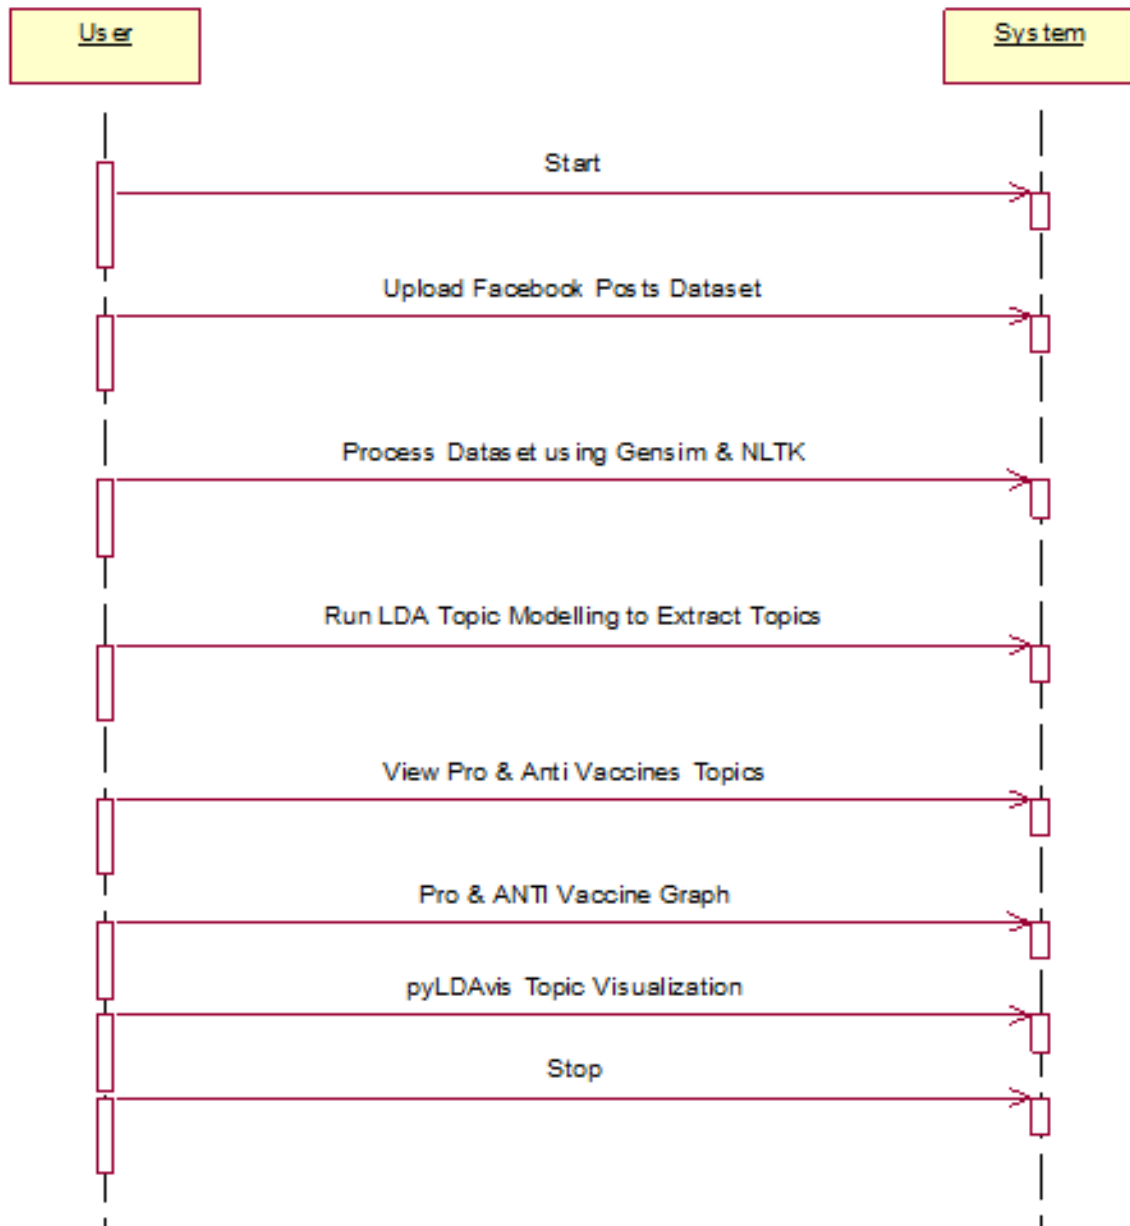 User
System
Start
Upload Facebook Posts Dataset
Process Dataset using Gensim & NLTK
Run LDA Topic Modelling to Extract Topics
View Pro & Anti Vaccines Topics
Pro & ANTI Vaccine Graph
pyLDAvis Topic Visualization
Stop